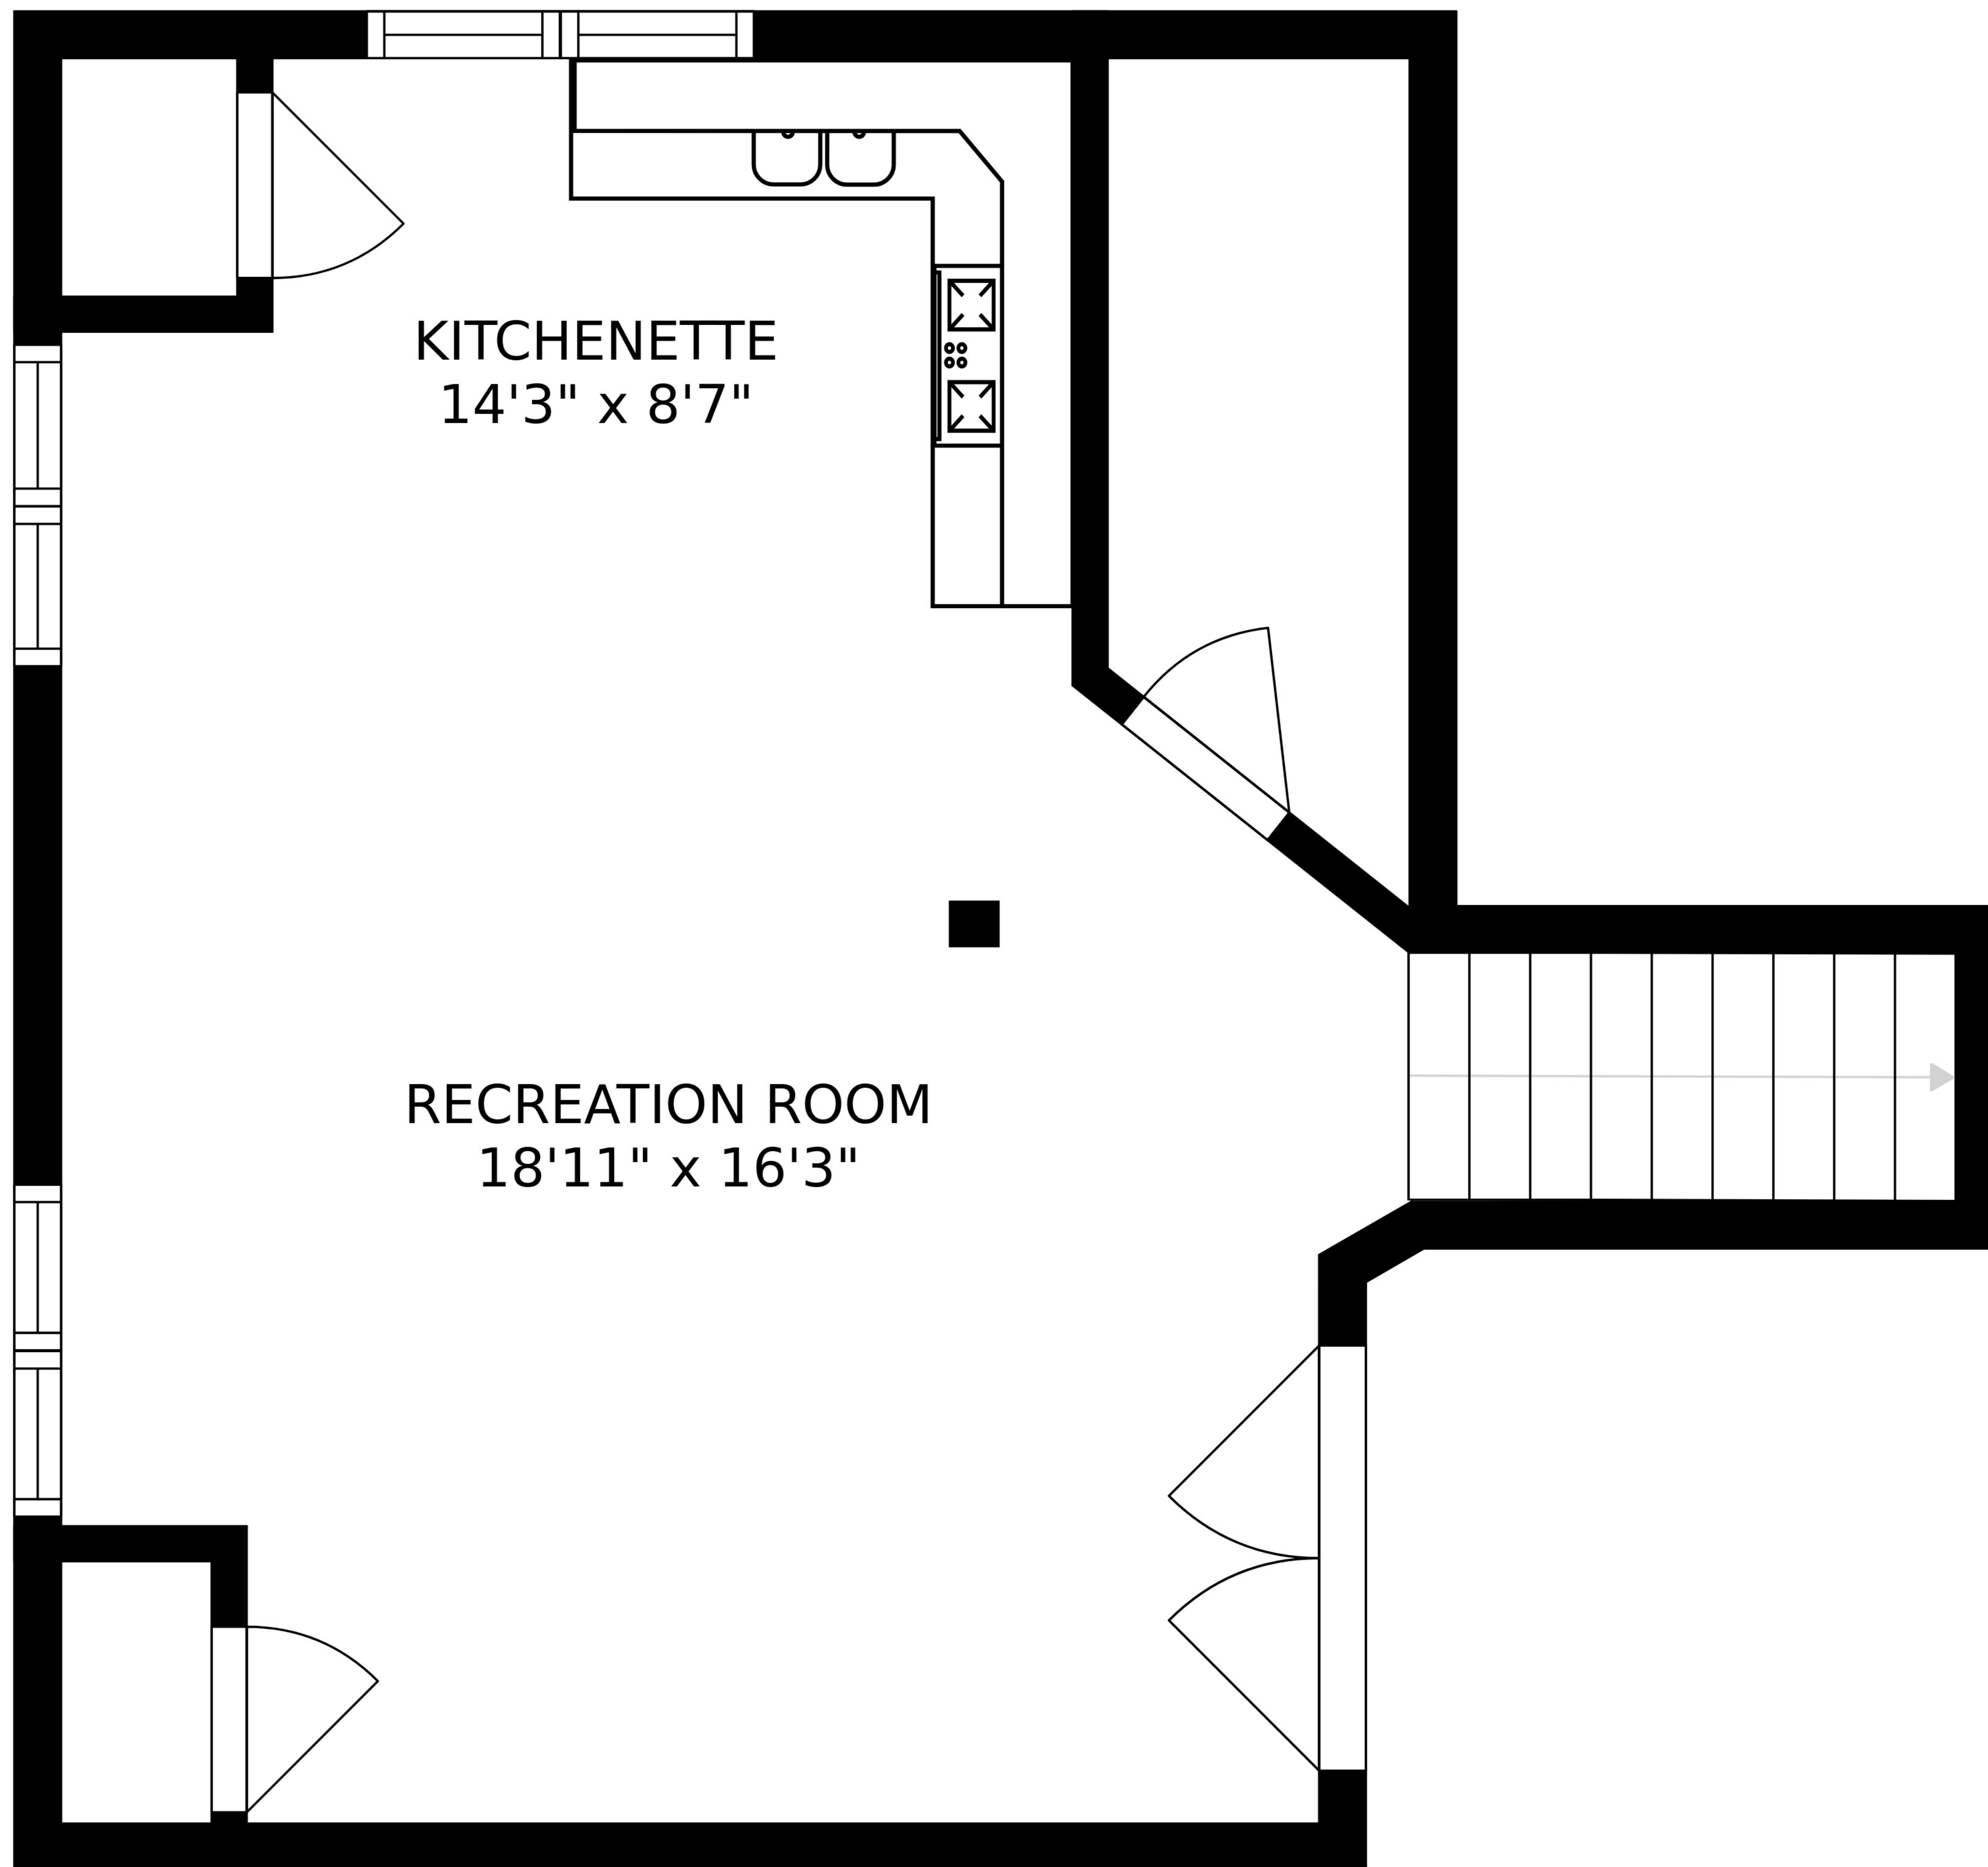 KITCHENETTE
14'3" x 8'7"
RECREATION ROOM
18'11" x 16'3"